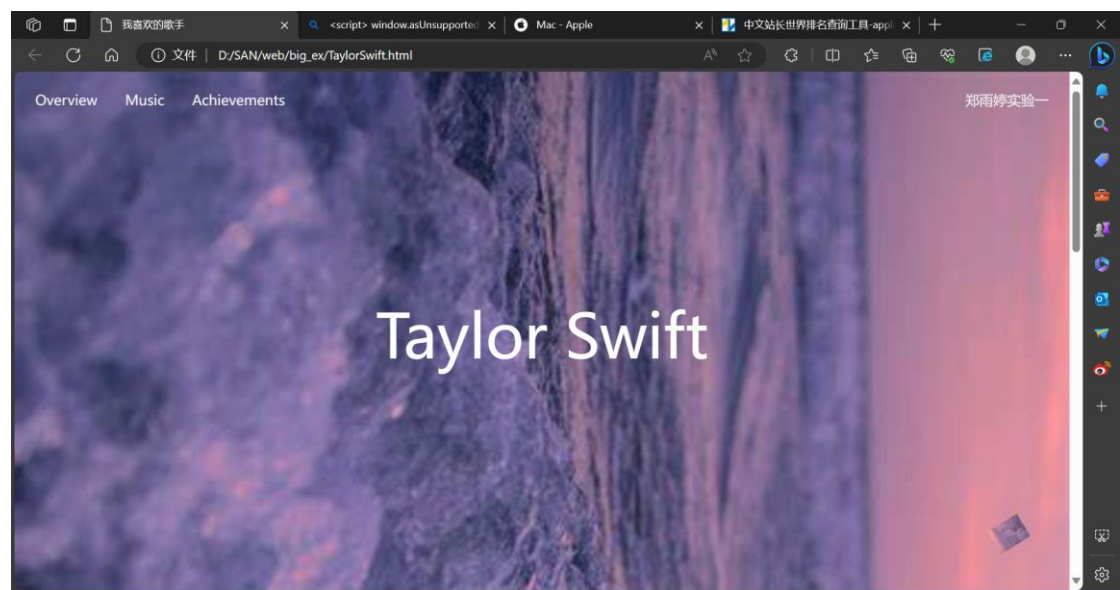 我喜欢的歌手
<script> window.asUnsupported
Mac - Apple
中文站长世界排名查询工具-appl
文件 | D:/SAN/web/big_ex/TaylorSwift.html
Overview Music Achievements 郑雨婷实验一
Taylor Swift